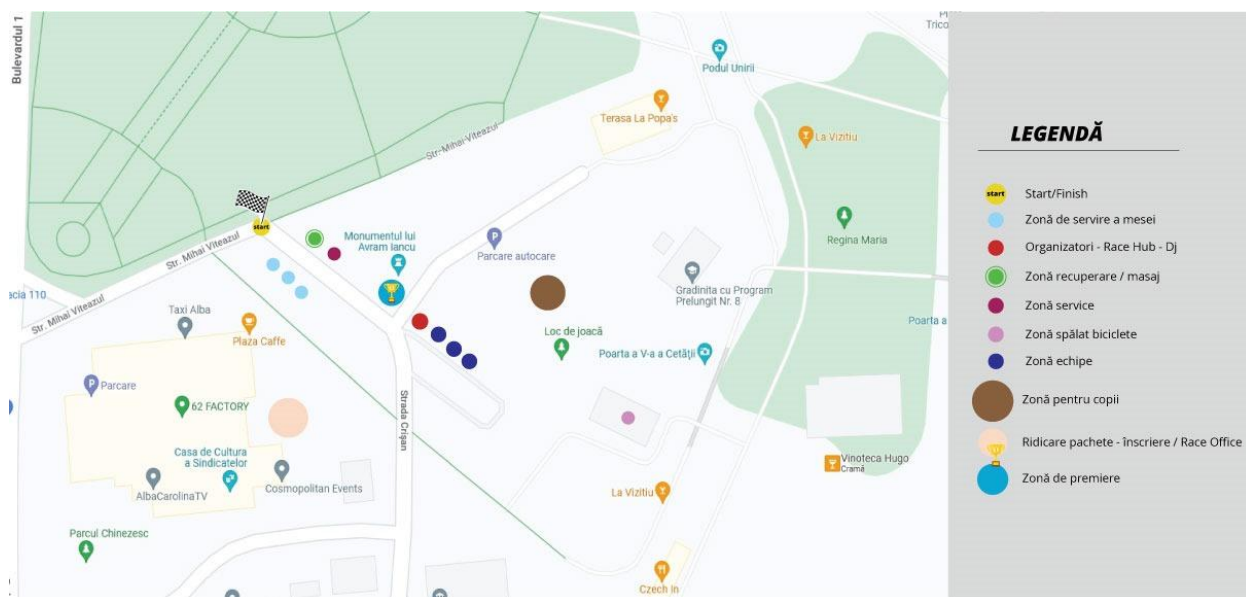 Bulevardul 1
P
Trico
Podul Unirii
Terasa La Popa's
La Vizitiu
Str. Mihai Viteazul
start
Str. Mihai Viteazul
Monumentul lui
Avram Iancu
P
Parcare autocare
Regina Maria
Gradinita cu Program
Prelungit Nr. 8
acia 110
Str. Mihai Viteazul
Taxi Alba
Plaza Caffe
Loc de joacă
Poarta a V-a a Cetății
Poarta a
P
Parcare
62 FACTORY
Strada Crișan
Casa de Cultura
a Sindicatelor
AlbaCarolinaTV
Cosmopolitan Events
Vinoteca Hugo
Cramă
La Vizitiu
Parcul Chinezesc
Czech In
LEGENDĂ
start Start/Finish
Zonă de servire a mesei
Organizatori - Race Hub - Dj
Zonă recuperare / masaj
Zonă service
Zonă spălat biciclete
Zonă echipe
Zonă pentru copii
Ridicare pachete - înscriere / Race Office
Zonă de premiere